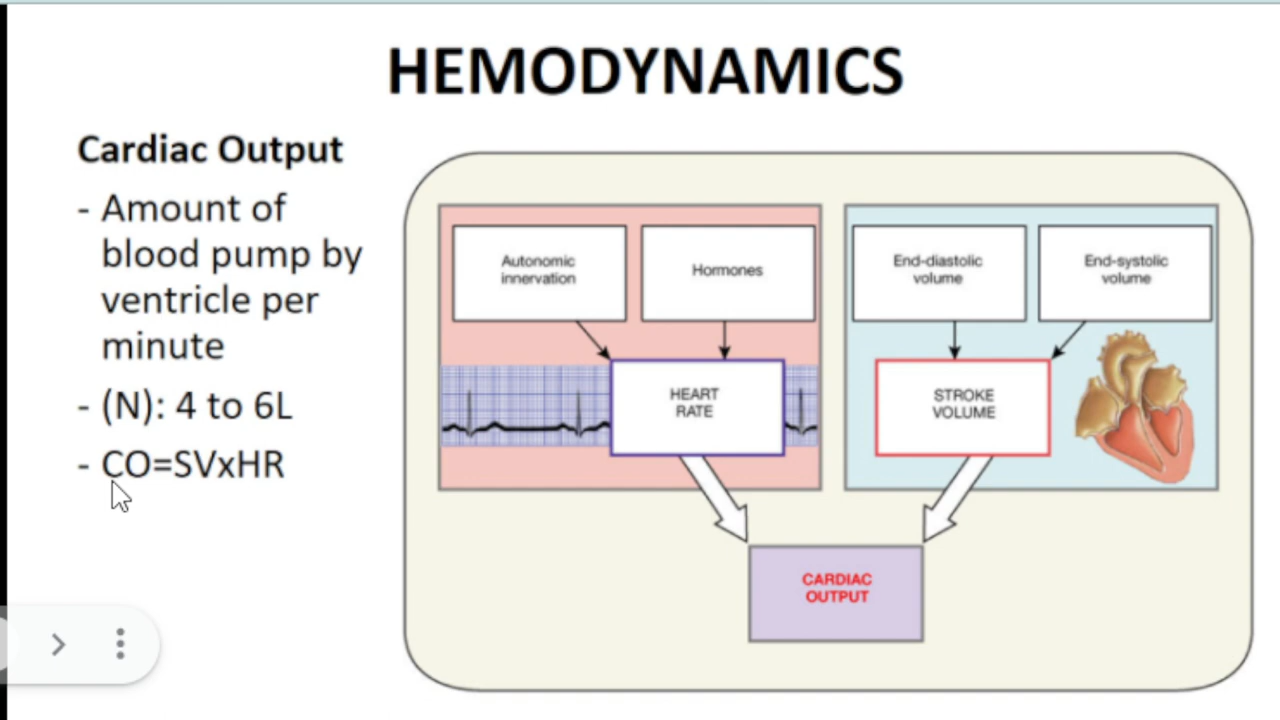 HEMODYNAMICS
Cardiac Output
- Amount of
blood pump by
ventricle per
minute
- (N): 4 to 6L
- CO=SVxHR
Autonomic
innervation
Hormones
End-diastolic
volume
End-systolic
volume
HEART
RATE
STROKE
VOLUME
CARDIAC
OUTPUT